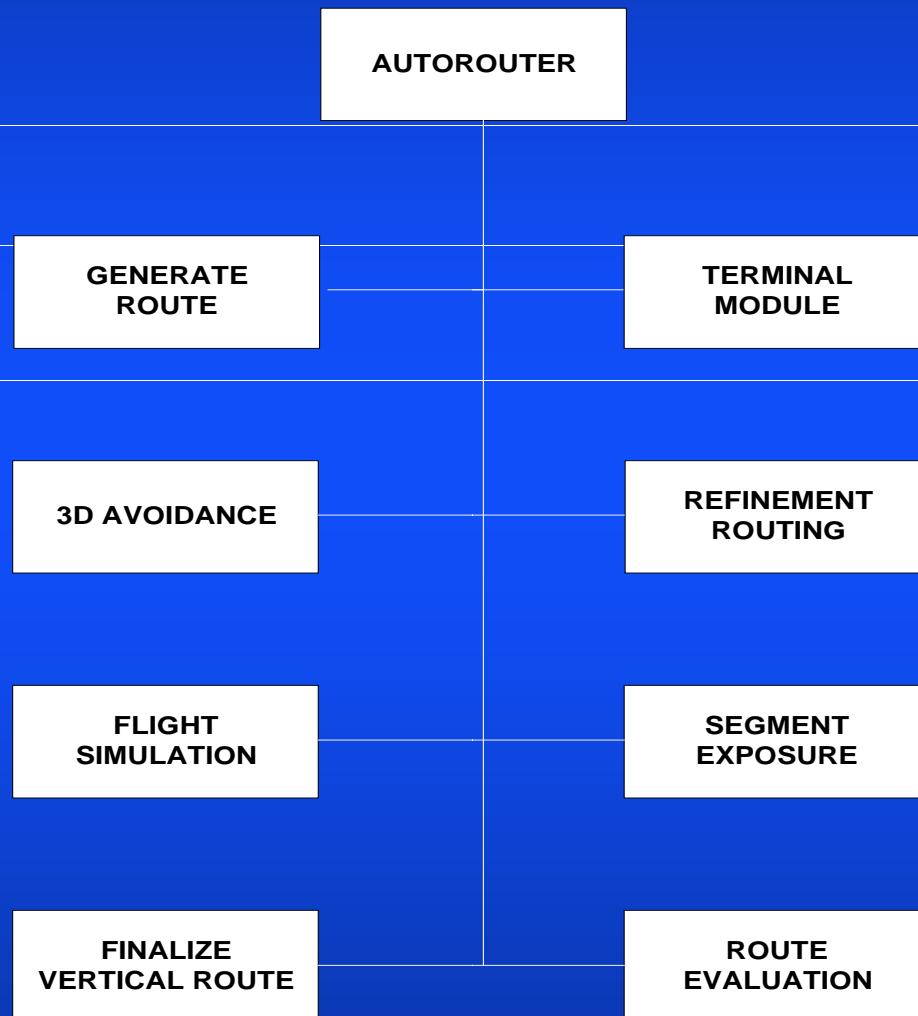 AUTOROUTER
GENERATE
ROUTE
TERMINAL
MODULE
3D AVOIDANCE
REFINEMENT
ROUTING
FLIGHT
SIMULATION
SEGMENT
EXPOSURE
FINALIZE
VERTICAL ROUTE
ROUTE
EVALUATION